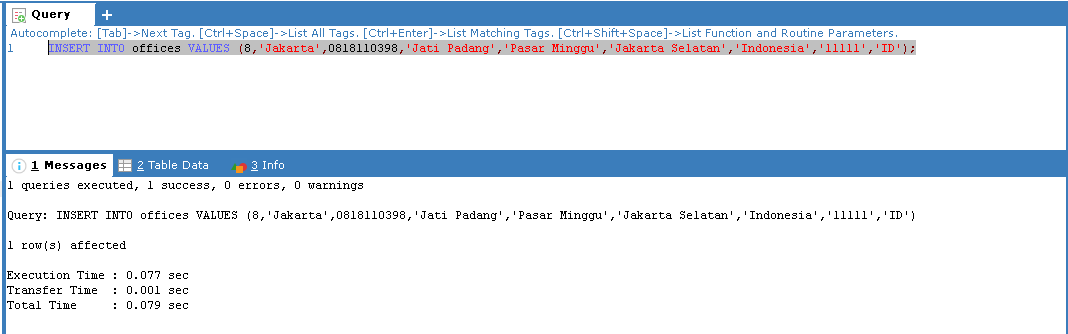 Query
Autocomplete: [Tab]->Next Tag. [Ctrl+Space]->List All Tags. [Ctrl+Enter]->List Matching Tags. [Ctrl+Shift+Space]->List Function and Routine Parameters.
1 INSERT INTO offices VALUES (8,'Jakarta',0818110398,'Jati Padang','Pasar Minggu','Jakarta Selatan','Indonesia','11111','ID');
1 Messages 2 Table Data 3 Info
1 queries executed, 1 success, 0 errors, 0 warnings
Query: INSERT INTO offices VALUES (8,'Jakarta',0818110398,'Jati Padang','Pasar Minggu','Jakarta Selatan','Indonesia','11111','ID')
1 row(s) affected
Execution Time : 0.077 sec
Transfer Time : 0.001 sec
Total Time : 0.079 sec